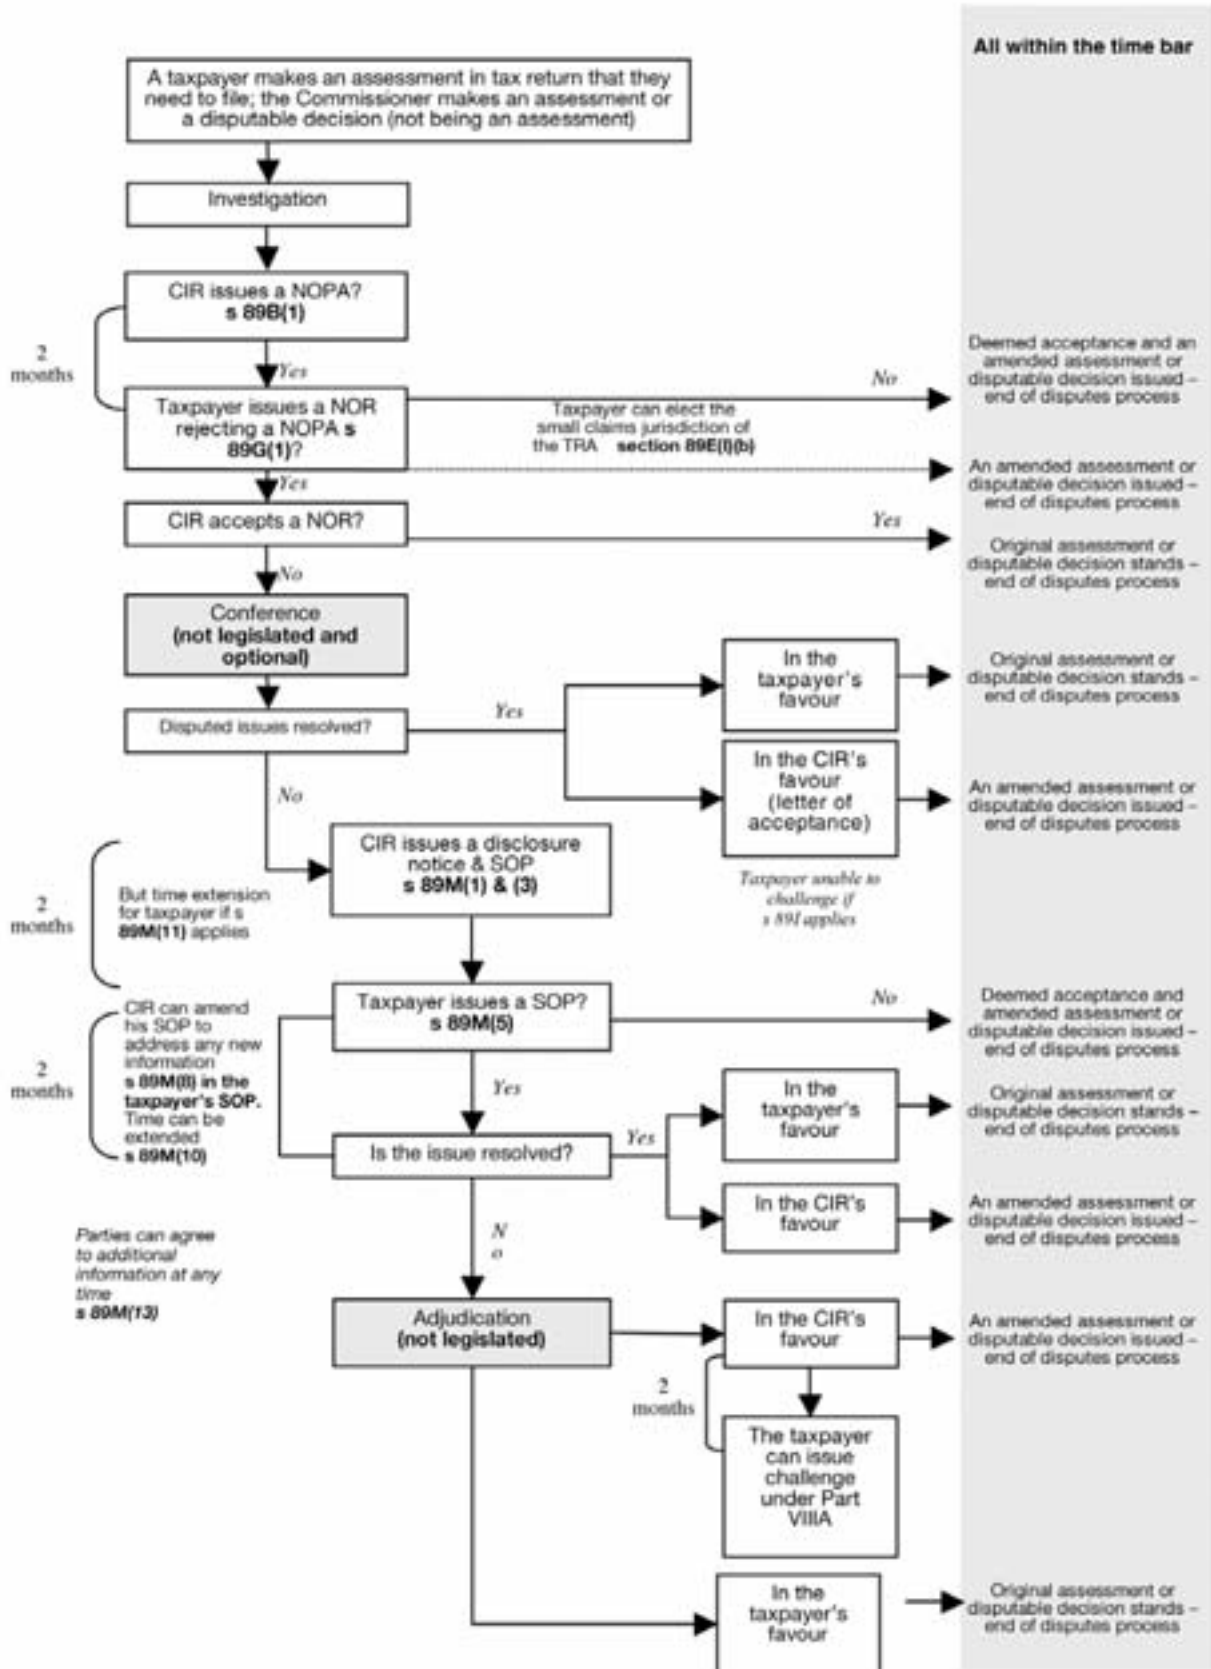 All within the time bar
A taxpayer makes an assessment in tax return that they
need to file; the Commissioner makes an assessment or
a disputable decision (not being an assessment)
Investigation
CIR issues a NOPA?
s 89B(1)
2
months
Yes
Taxpayer issues a NOR
rejecting a NOPA s
89G(1)?
No
Deemed acceptance and an
amended assessment or
disputable decision issued –
end of disputes process
Taxpayer can elect the
small claims jurisdiction of
the TRA section 89E(I)(b)
An amended assessment or
disputable decision issued –
end of disputes process
Yes
CIR accepts a NOR?
Yes
Original assessment or
disputable decision stands –
end of disputes process
No
Conference
(not legislated and
optional)
Disputed issues resolved?
Yes
In the
taxpayer's
favour
Original assessment or
disputable decision stands –
end of disputes process
In the CIR's
favour
(letter of
acceptance)
An amended assessment or
disputable decision issued –
end of disputes process
Taxpayer unable to
challenge if
s 89I applies
No
CIR issues a disclosure
notice & SOP
s 89M(1) & (3)
2
months
But time extension
for taxpayer if s
89M(11) applies
Taxpayer issues a SOP?
s 89M(5)
No
Deemed acceptance and
amended assessment or
disputable decision issued –
end of disputes process
2
months
CIR can amend
his SOP to
address any new
information
s 89M(8) in the
taxpayer's SOP.
Time can be
extended
s 89M(10)
Yes
Is the issue resolved?
Yes
In the
taxpayer's
favour
Original assessment or
disputable decision stands –
end of disputes process
In the CIR's
favour
An amended assessment or
disputable decision issued –
end of disputes process
N
o
Parties can agree
to additional
information at any
time
s 89M(13)
Adjudication
(not legislated)
In the CIR's
favour
An amended assessment or
disputable decision issued –
end of disputes process
2
months
The taxpayer
can issue
challenge
under Part
VIIIA
In the
taxpayer's
favour
Original assessment or
disputable decision stands –
end of disputes process